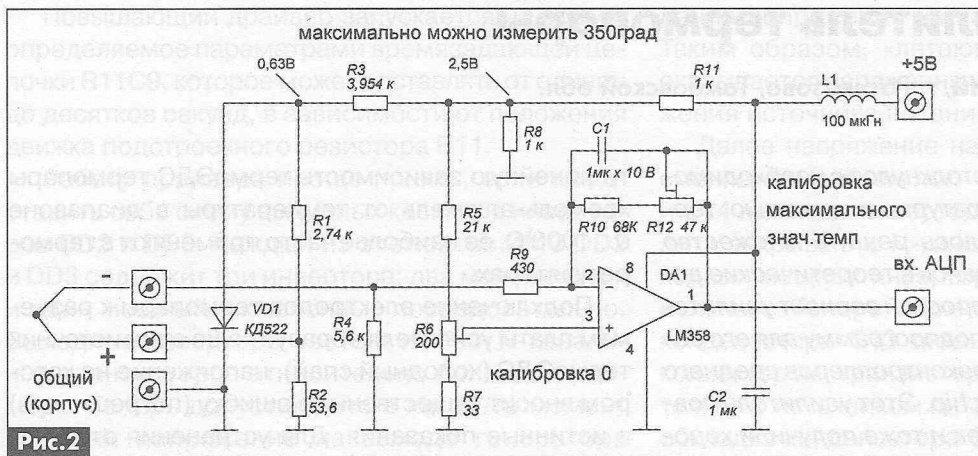 максимально можно измерить 350град
0,63В
R3
3,954 к
2,5В
R11
1 к
L1
100 мкГн
+5В
R8
1 к
C1
1мк х 10 В
R1
2,74 к
R5
21 к
R10 68К
R12 47 к
калибровка
максимального
знач.темп
R9
430
2
8
DA1
1
3
+
4
LM358
вх. АЦП
VD1
КД522
R4
5,6 к
R6
200
калибровка 0
+
общий
(корпус)
R2
53,6
R7
33
C2
1 мк
Рис.2